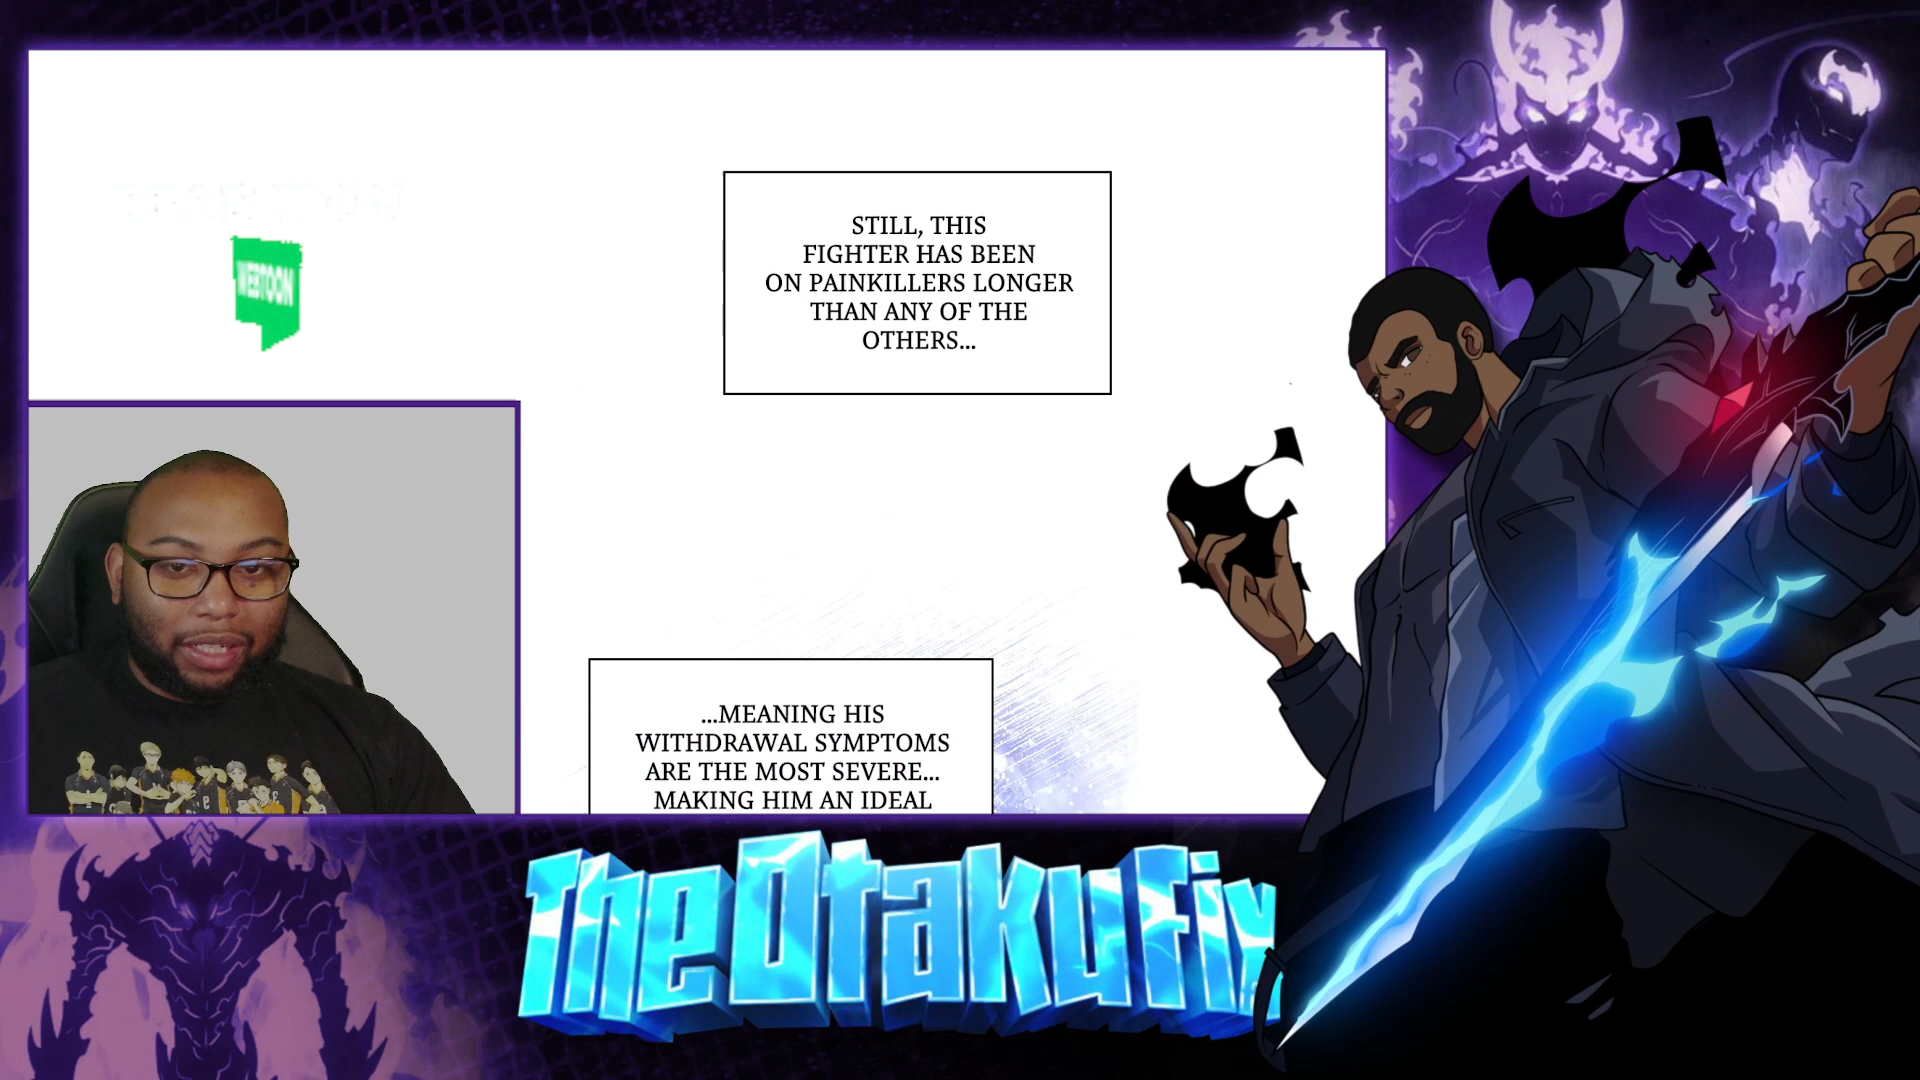 WEBTOON
STILL, THIS
FIGHTER HAS BEEN
ON PAINKILLERS LONGER
THAN ANY OF THE
OTHERS...
...MEANING HIS
WITHDRAWAL SYMPTOMS
ARE THE MOST SEVERE...
MAKING HIM AN IDEAL
TheOtakuFix